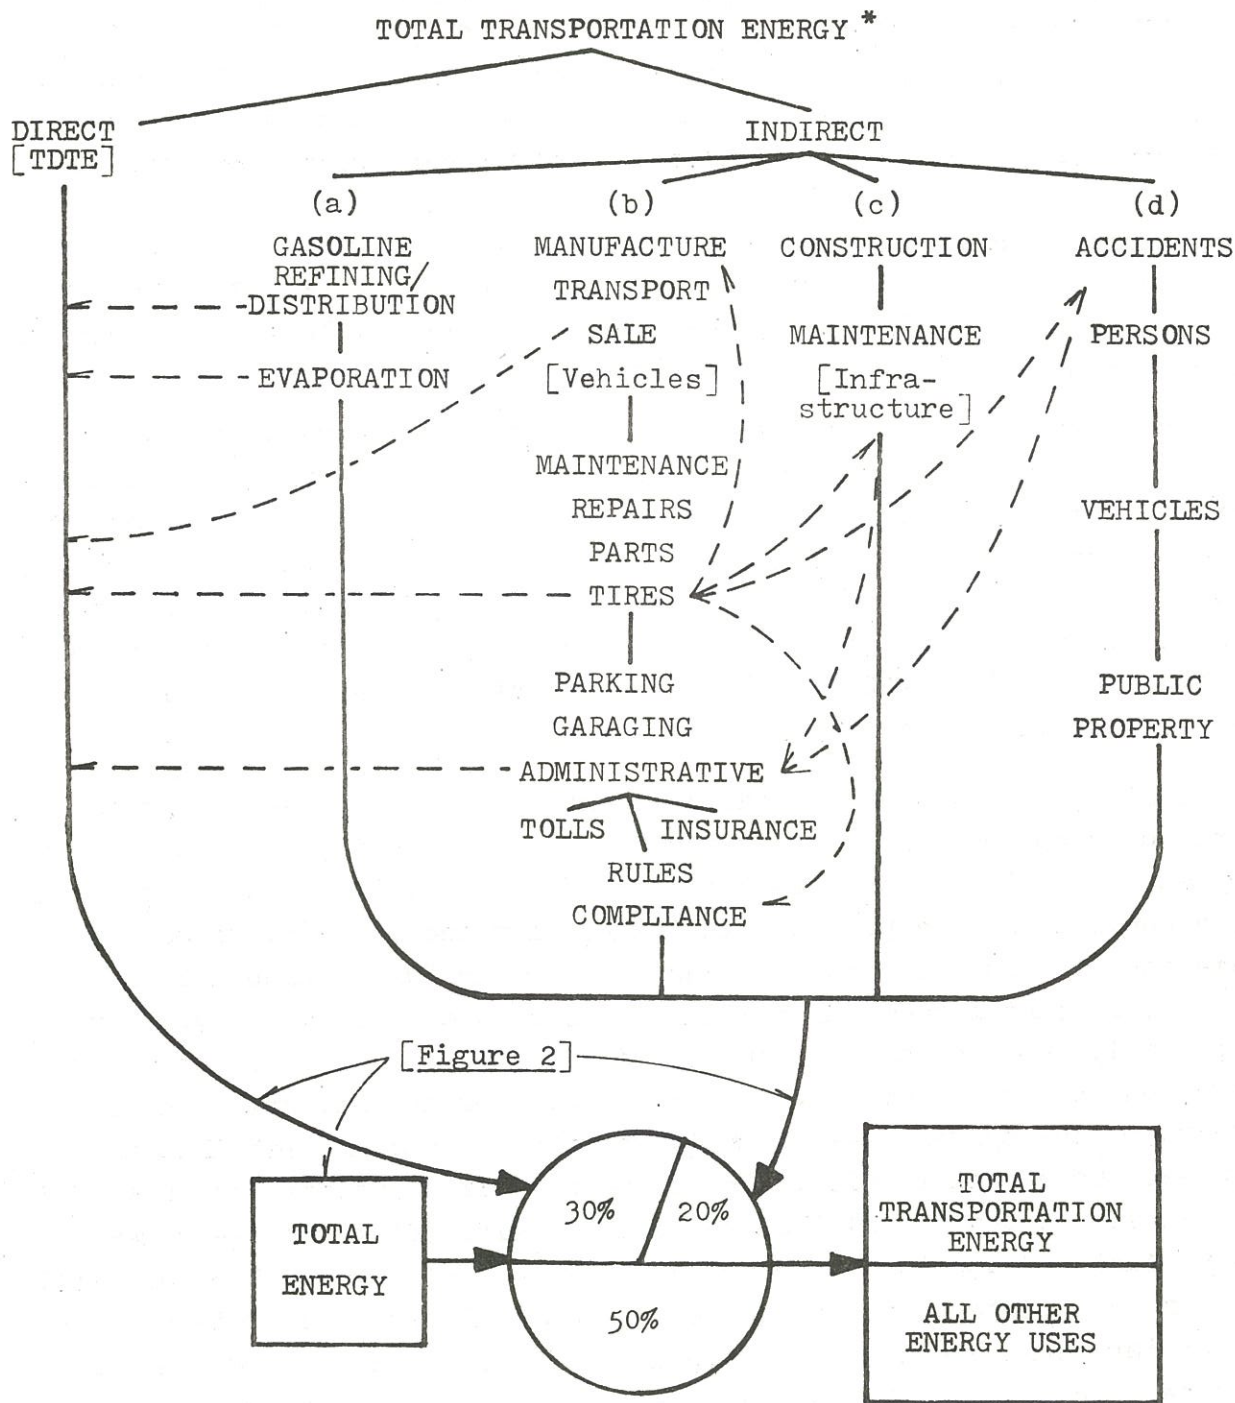 TOTAL TRANSPORTATION ENERGY *
DIRECT
[TDTE]
INDIRECT
(a)
GASOLINE
REFINING/
DISTRIBUTION
EVAPORATION
(b)
MANUFACTURE
TRANSPORT
SALE
[Vehicles]
MAINTENANCE
REPAIRS
PARTS
TIRES
PARKING
GARAGING
ADMINISTRATIVE
TOLLS
INSURANCE
RULES
COMPLIANCE
(c)
CONSTRUCTION
MAINTENANCE
[Infra-
structure]
(d)
ACCIDENTS
PERSONS
VEHICLES
PUBLIC
PROPERTY
[Figure 2]
TOTAL
ENERGY
30%
20%
50%
TOTAL
TRANSPORTATION
ENERGY
ALL OTHER
ENERGY USES